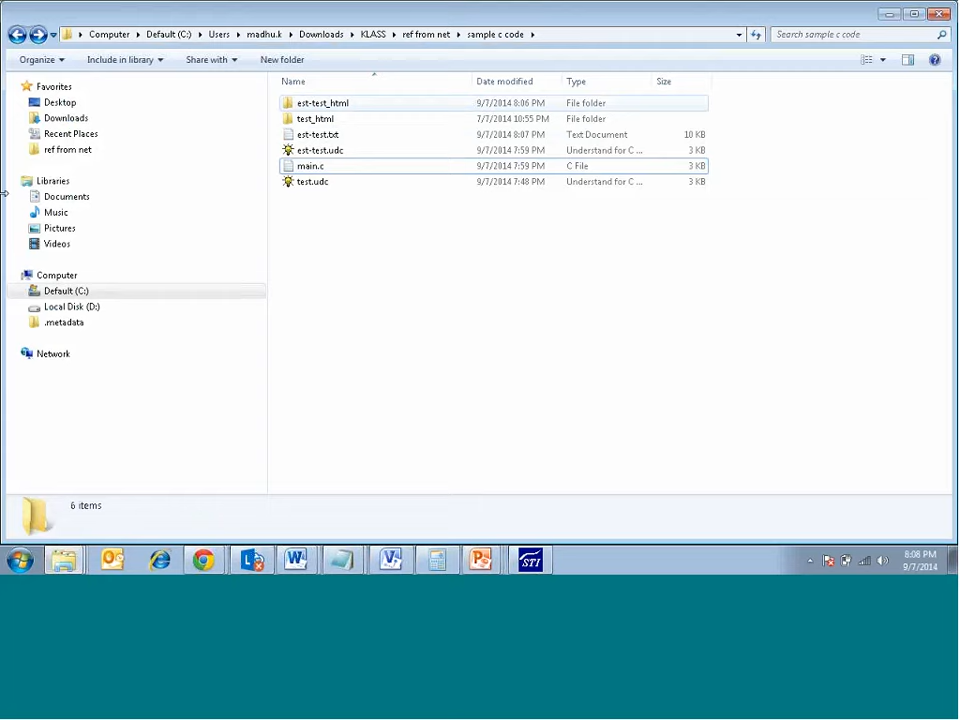 Computer Default (C:) Users madhu.k Downloads KLASS ref from net sample c code Search sample c code
Organize Include in library Share with New folder
Favorites
Desktop
Downloads
Recent Places
ref from net
Libraries
Documents
Music
Pictures
Videos
Computer
Default (C:)
Local Disk (D:)
.metadata
Network
Name Date modified Type Size
est-test_html 9/7/2014 8:06 PM File folder
test_html 7/7/2014 10:55 PM File folder
est-test.txt 9/7/2014 8:07 PM Text Document 10 KB
est-test.udc 9/7/2014 7:59 PM Understand for C ... 3 KB
main.c 9/7/2014 7:59 PM C File 3 KB
test.udc 9/7/2014 7:48 PM Understand for C ... 3 KB
6 items
STI
8:08 PM
9/7/2014